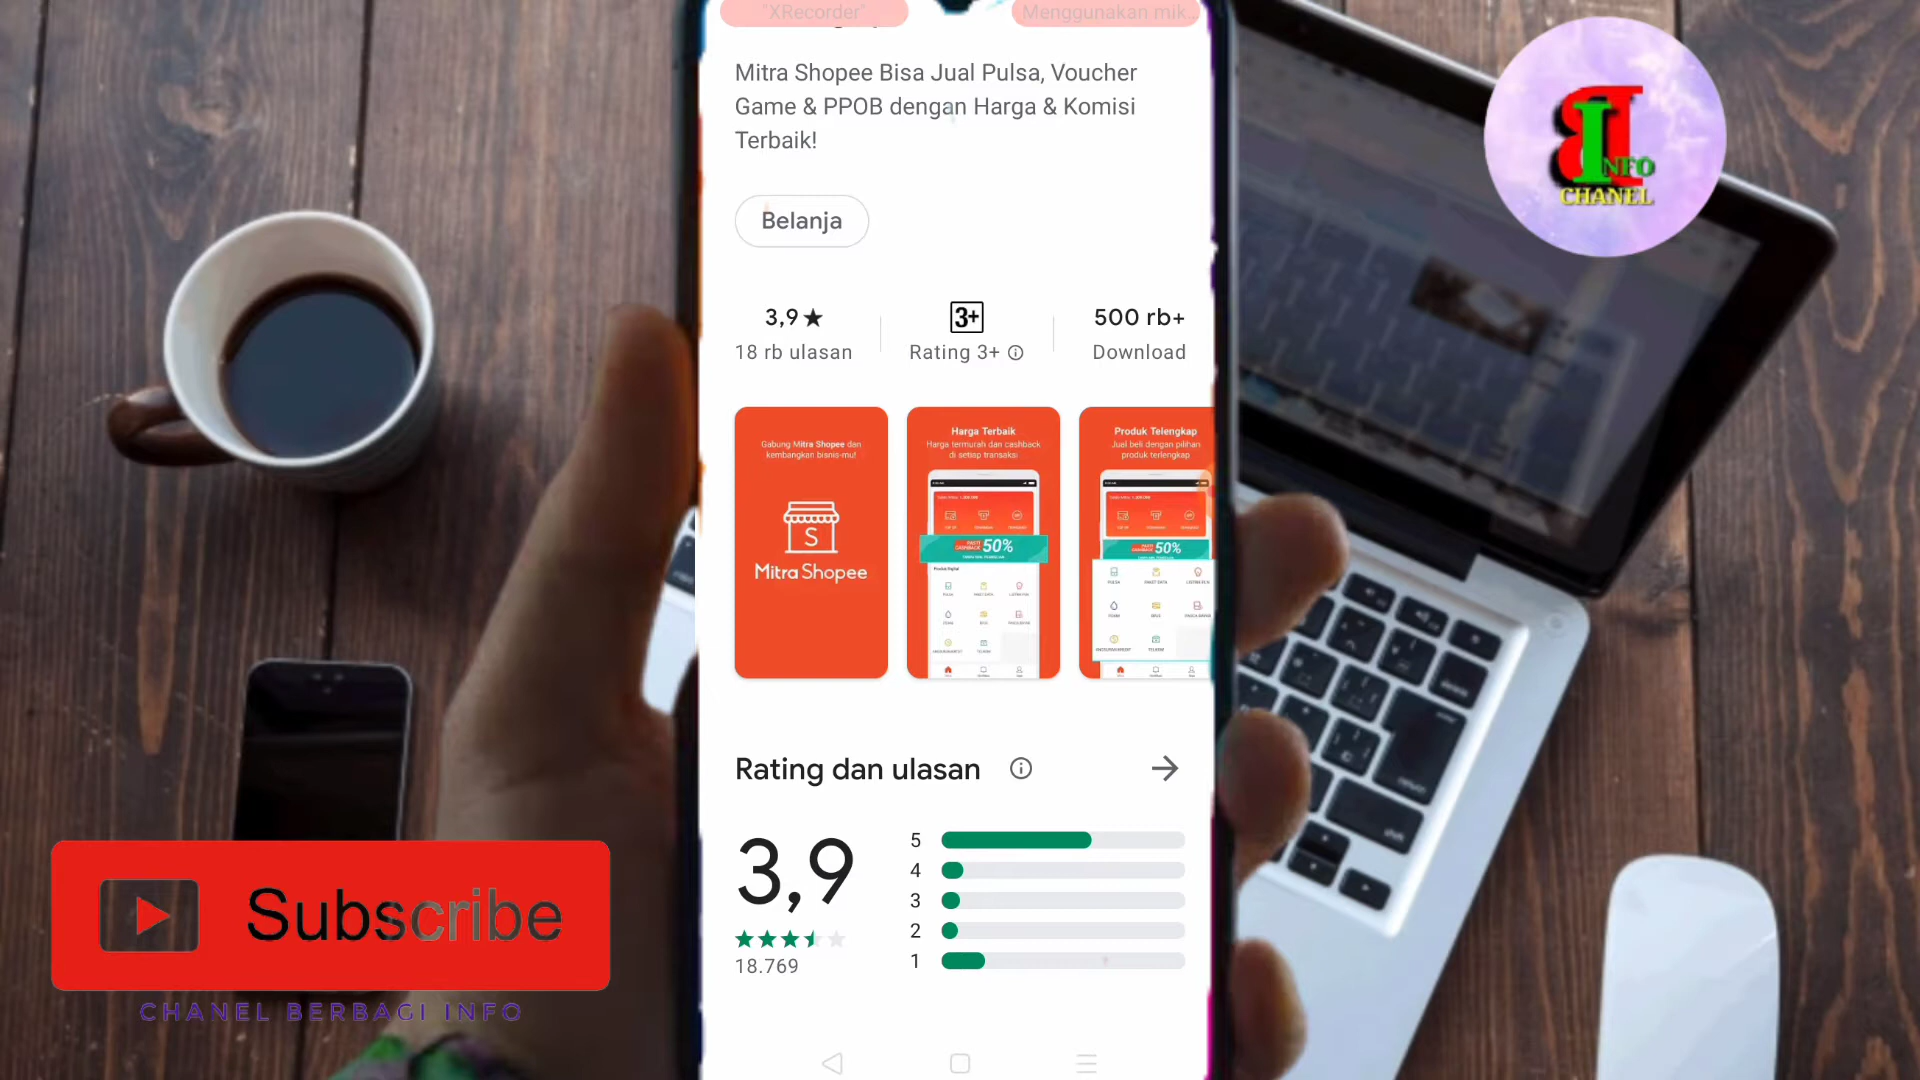 "XRecorder"
Menggunakan mik...
Mitra Shopee Bisa Jual Pulsa, Voucher
Game & PPOB dengan Harga & Komisi
Terbaik!
Belanja
3,9★
18 rb ulasan
3+
Rating 3+
500 rb+
Download
Gabung Mitra Shopee dan
kembangkan bisnis-mu!
S
Mitra Shopee
Harga Terbaik
Harga termurah dan cashback
di setiap transaksi
50%
Produk Telengkap
Jual beli dengan pilihan
produk terlengkap
50%
Rating dan ulasan
3,9
18.769
5
4
3
2
1
BI
INFO
CHANEL
Subscribe
CHANEL BERBAGI INFO